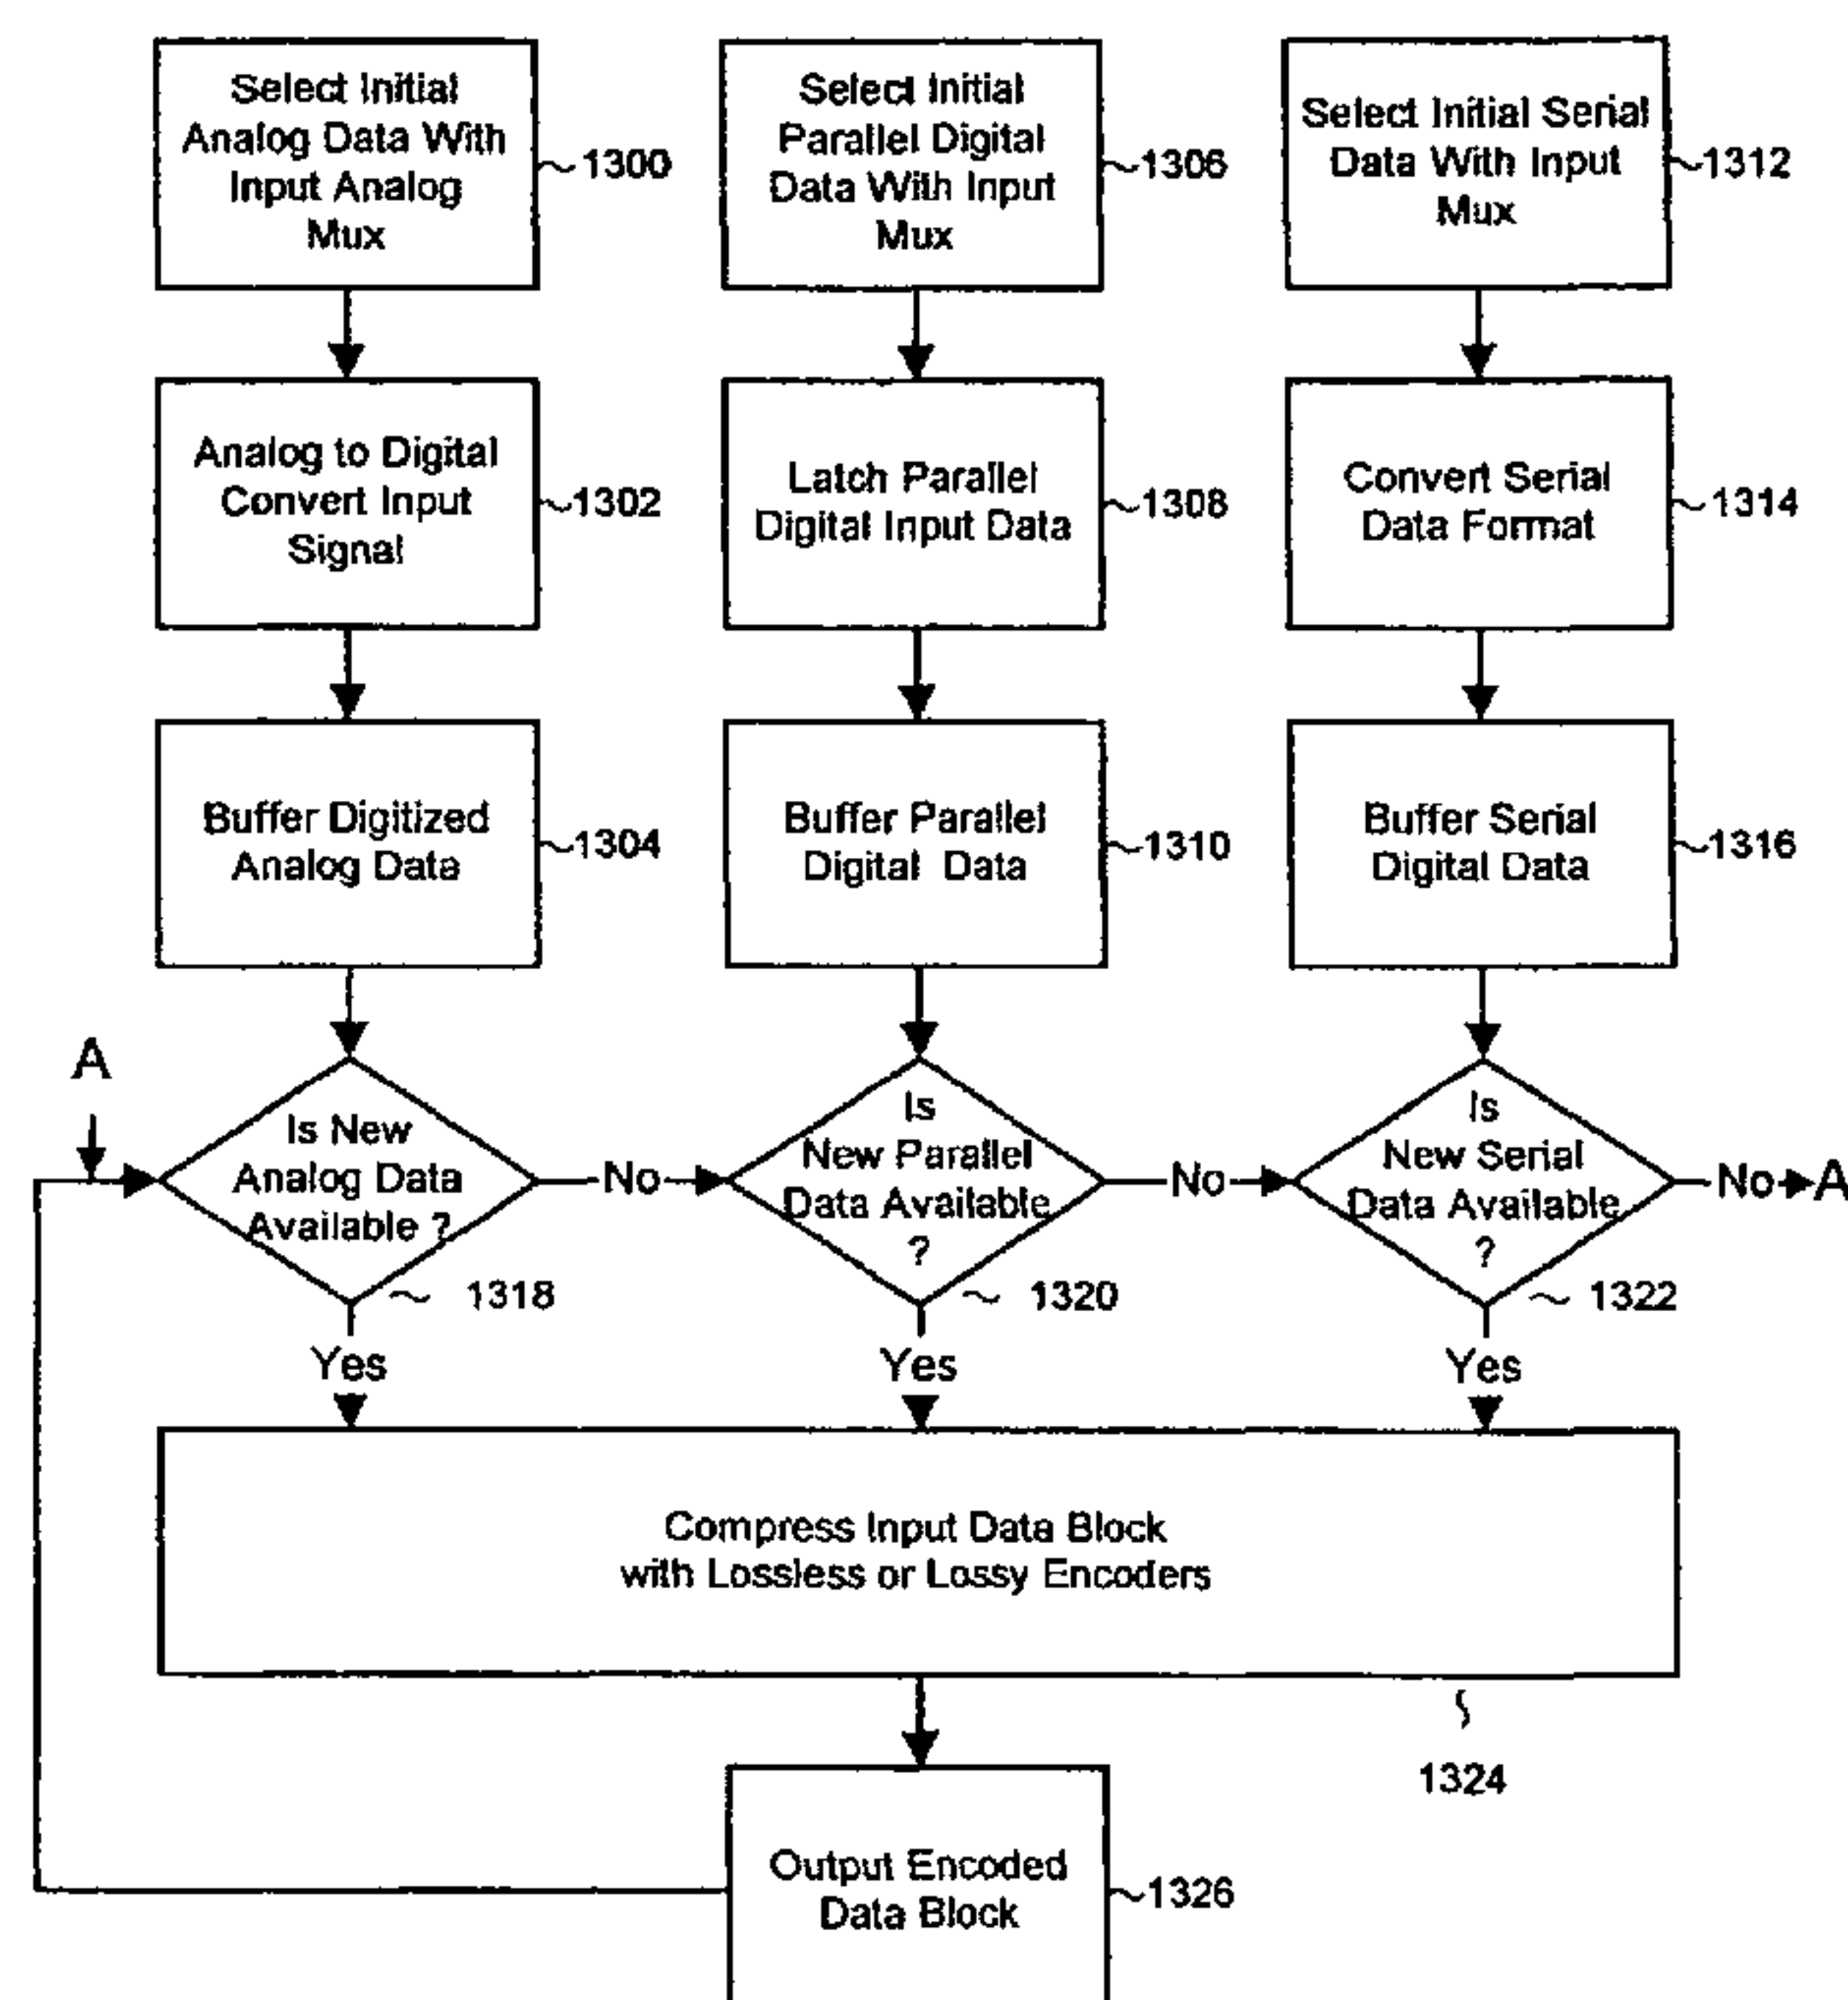 Select Initial
Analog Data With
Input Analog
Mux
1300
Select Initial
Parallel Digital
Data With Input
Mux
1306
Select Initial Serial
Data With Input
Mux
1312
Analog to Digital
Convert Input
Signal
1302
Latch Parallel
Digital Input Data
1308
Convert Serial
Data Format
1314
Buffer Digitized
Analog Data
1304
Buffer Parallel
Digital Data
1310
Buffer Serial
Digital Data
1316
A
Is New
Analog Data
Available ?
1318
No
Is
New Parallel
Data Available
?
1320
No
Is
New Serial
Data Available
?
1322
No
A
Yes
Yes
Yes
Compress Input Data Block
with Lossless or Lossy Encoders
1324
Output Encoded
Data Block
1326